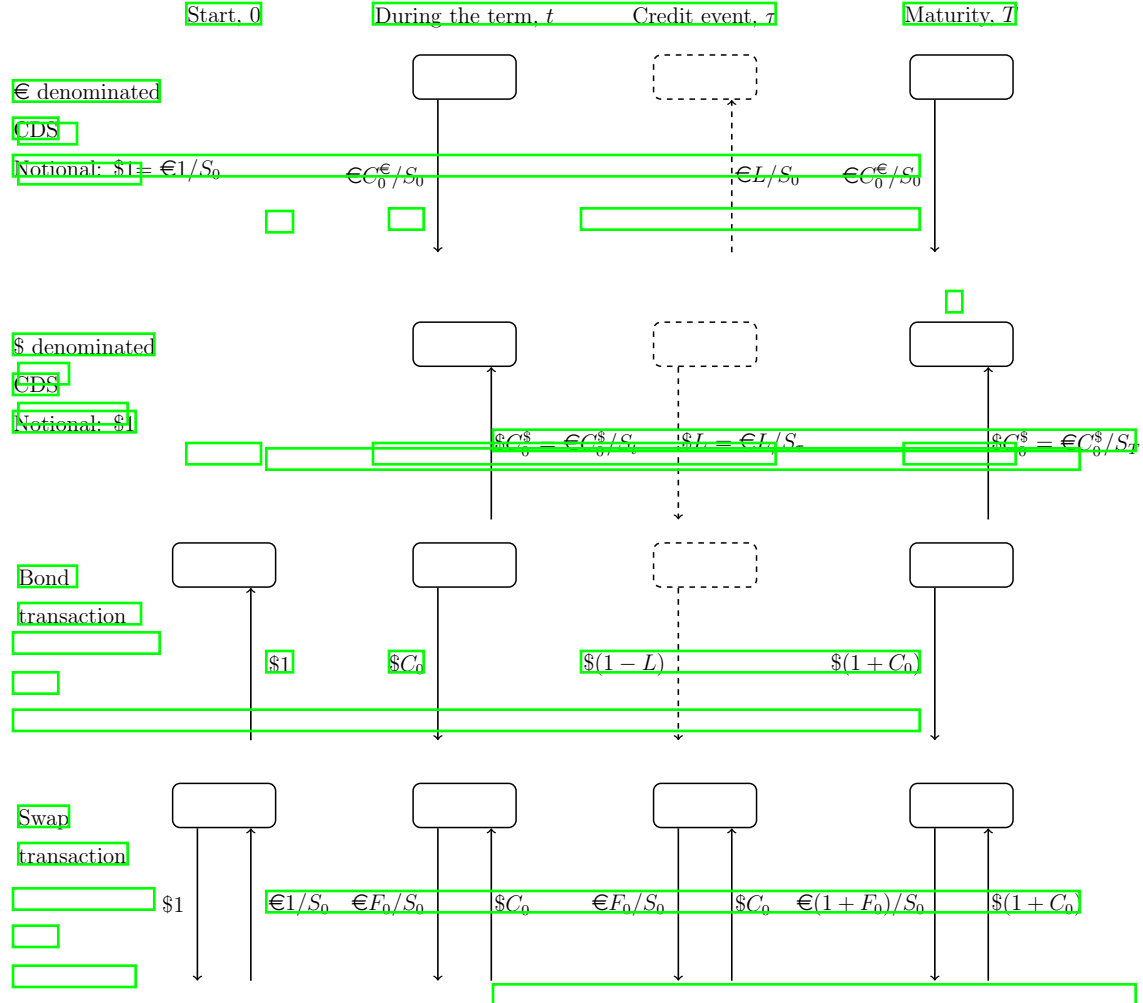 Start, 0 During the term, t Credit event, τ Maturity, T
€ denominated
CDS
Notional: $1= €1/S₀
€C₀^€/S₀ €L/S₀ €C₀^€/S₀
$ denominated
CDS
Notional: $1
$C₀^$ = €C₀^$/S_t $L = €L/S_τ $C₀^$ = €C₀^$/S_T
Bond
transaction
$1 $C₀ $(1 − L) $(1 + C₀)
Swap
transaction
$1 €1/S₀ €F₀/S₀ $C₀ €F₀/S₀ $C₀ €(1 + F₀)/S₀ $(1 + C₀)